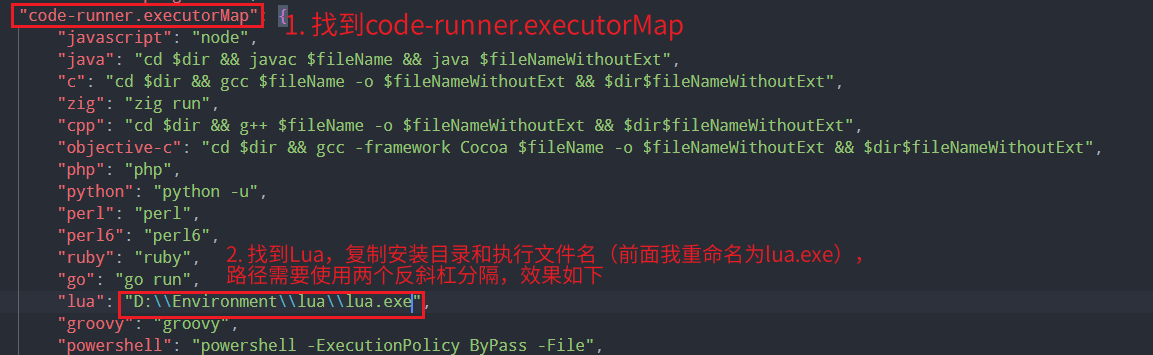 "code-runner.executorMap": {
1. 找到code-runner.executorMap
"javascript": "node",
"java": "cd $dir && javac $fileName && java $fileNameWithoutExt",
"c": "cd $dir && gcc $fileName -o $fileNameWithoutExt && $dir$fileNameWithoutExt",
"zig": "zig run",
"cpp": "cd $dir && g++ $fileName -o $fileNameWithoutExt && $dir$fileNameWithoutExt",
"objective-c": "cd $dir && gcc -framework Cocoa $fileName -o $fileNameWithoutExt && $dir$fileNameWithoutExt",
"php": "php",
"python": "python -u",
"perl": "perl",
"perl6": "perl6",
"ruby": "ruby",
2. 找到Lua，复制安装目录和执行文件名（前面我重命名为lua.exe），
路径需要使用两个反斜杠分隔，效果如下
"go": "go run",
"lua": "D:\\Environment\\lua\\lua.exe",
"groovy": "groovy",
"powershell": "powershell -ExecutionPolicy ByPass -File",